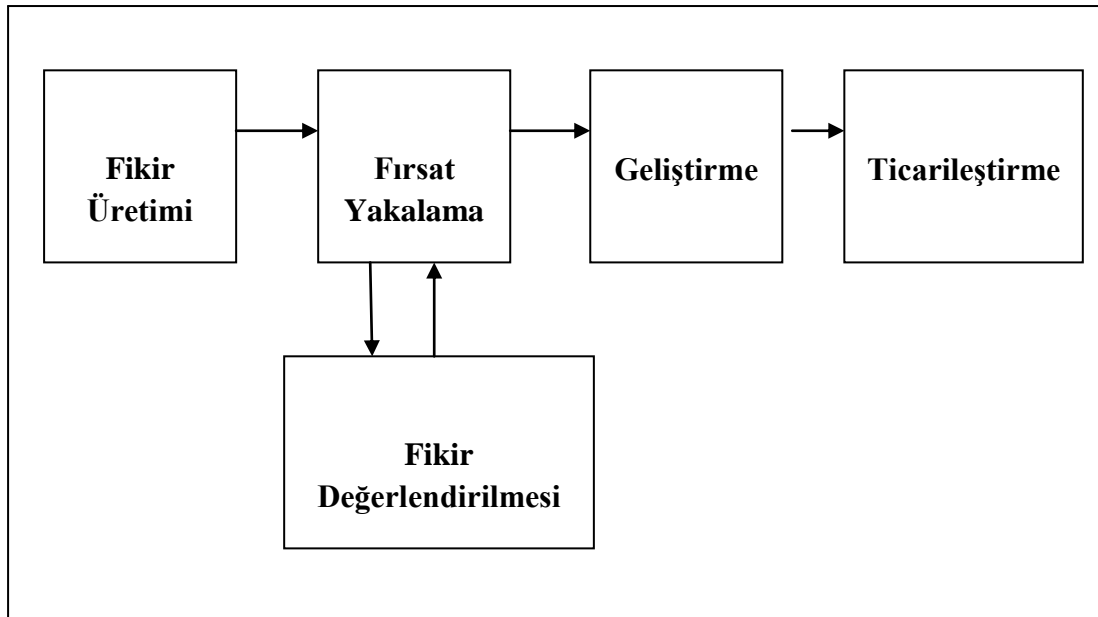 Fikir
Üretimi
Fırsat
Yakalama
Geliştirme
Ticarileştirme
Fikir
Değerlendirilmesi